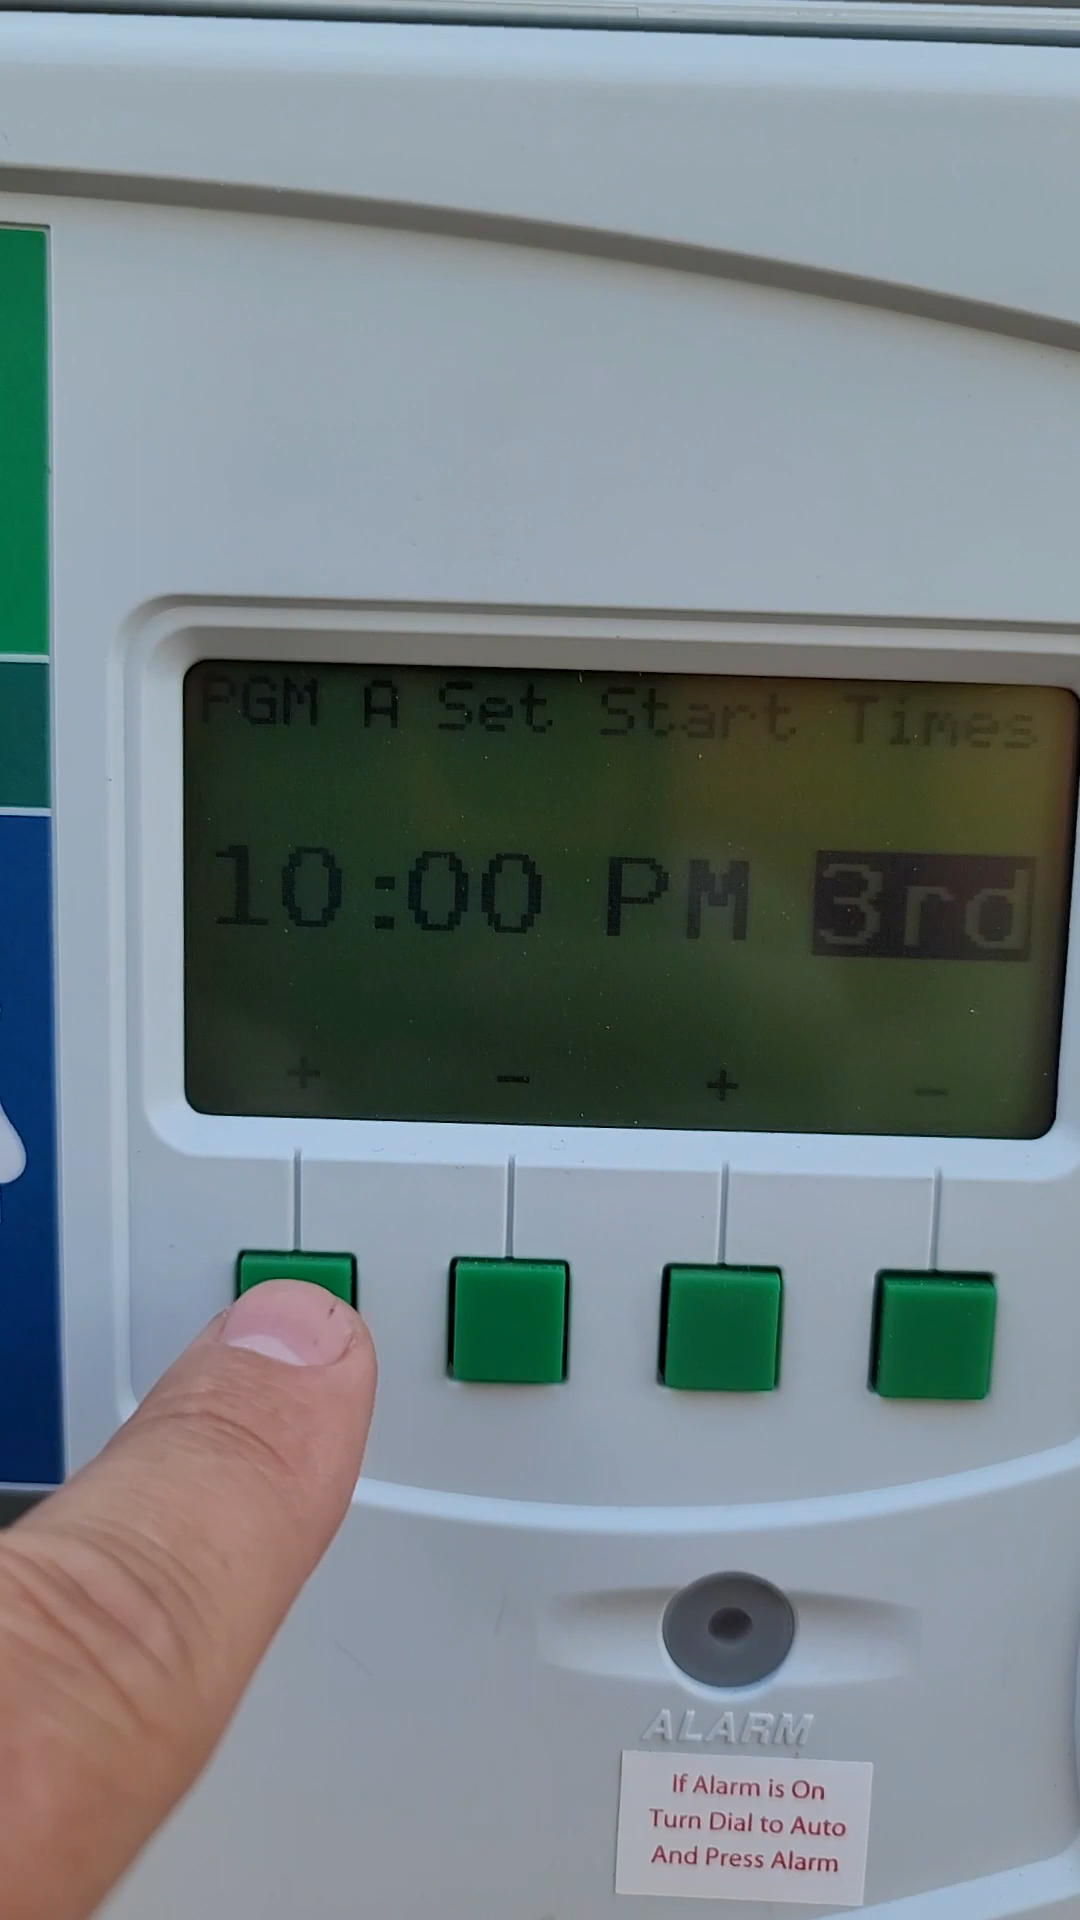 PGM A Set Start Times
10:00 PM 3rd
+ - + -
ALARM
If Alarm is On
Turn Dial to Auto
And Press Alarm